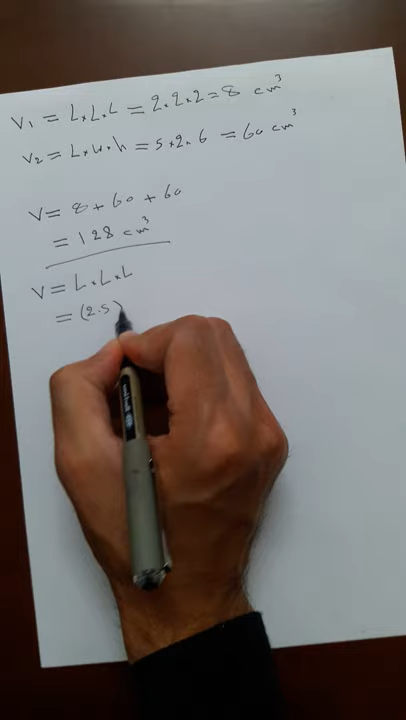 V₁ = L×L×L = 2×2×2 = 8 cm³
V₂ = L×w×h = 5×2×6 = 60 cm³
V = 8 + 60 + 60
= 128 cm³
V = L×L×L
= (2.5)